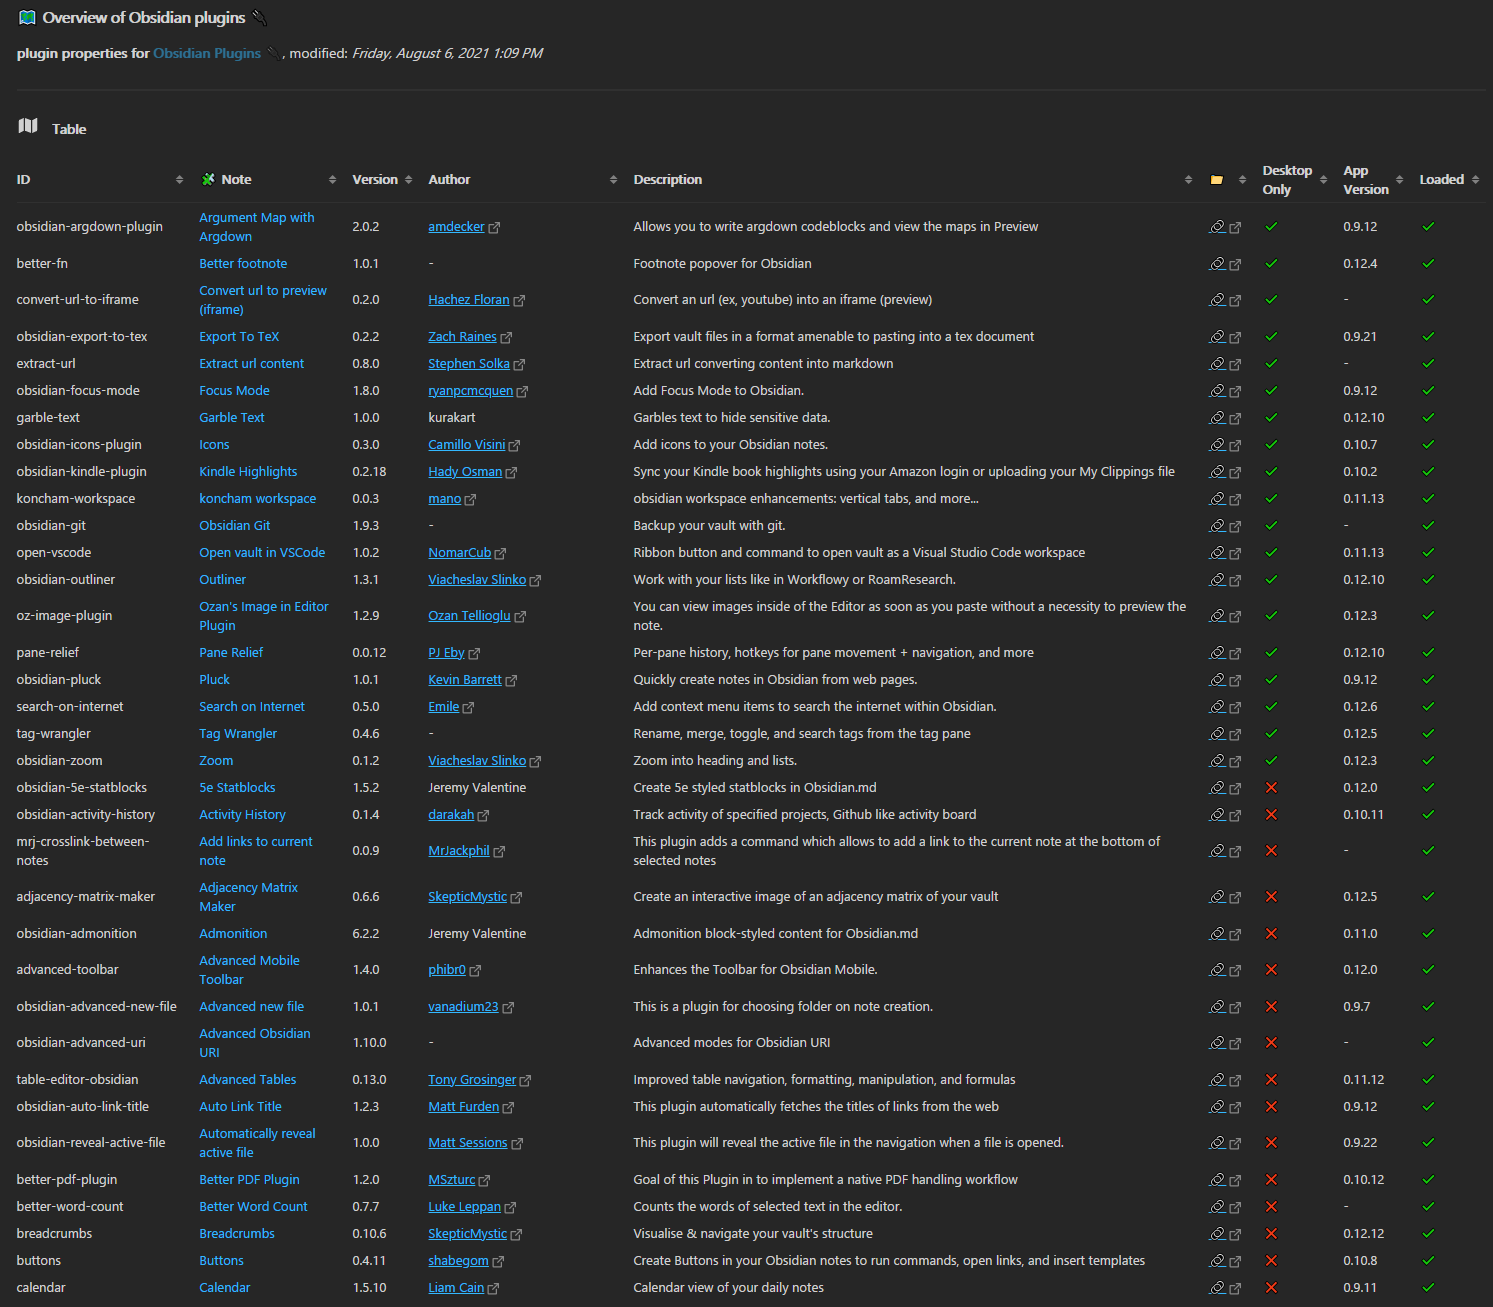 Overview of Obsidian plugins
plugin properties for Obsidian Plugins , modified: Friday, August 6, 2021 1:09 PM
Table
ID Note Version Author Description Desktop Only App Version Loaded
obsidian-argdown-plugin Argument Map with Argdown 2.0.2 amdecker Allows you to write argdown codeblocks and view the maps in Preview 0.9.12
better-fn Better footnote 1.0.1 - Footnote popover for Obsidian 0.12.4
convert-url-to-iframe Convert url to preview (iframe) 0.2.0 Hachez Floran Convert an url (ex, youtube) into an iframe (preview) -
obsidian-export-to-tex Export To TeX 0.2.2 Zach Raines Export vault files in a format amenable to pasting into a tex document 0.9.21
extract-url Extract url content 0.8.0 Stephen Solka Extract url converting content into markdown -
obsidian-focus-mode Focus Mode 1.8.0 ryanpcmcquen Add Focus Mode to Obsidian. 0.9.12
garble-text Garble Text 1.0.0 kurakart Garbles text to hide sensitive data. 0.12.10
obsidian-icons-plugin Icons 0.3.0 Camillo Visini Add icons to your Obsidian notes. 0.10.7
obsidian-kindle-plugin Kindle Highlights 0.2.18 Hady Osman Sync your Kindle book highlights using your Amazon login or uploading your My Clippings file 0.10.2
koncham-workspace koncham workspace 0.0.3 mano obsidian workspace enhancements: vertical tabs, and more... 0.11.13
obsidian-git Obsidian Git 1.9.3 - Backup your vault with git. -
open-vscode Open vault in VSCode 1.0.2 NomarCub Ribbon button and command to open vault as a Visual Studio Code workspace 0.11.13
obsidian-outliner Outliner 1.3.1 Viacheslav Slinko Work with your lists like in Workflowy or RoamResearch. 0.12.10
oz-image-plugin Ozan's Image in Editor Plugin 1.2.9 Ozan Tellioglu You can view images inside of the Editor as soon as you paste without a necessity to preview the note. 0.12.3
pane-relief Pane Relief 0.0.12 PJ Eby Per-pane history, hotkeys for pane movement + navigation, and more 0.12.10
obsidian-pluck Pluck 1.0.1 Kevin Barrett Quickly create notes in Obsidian from web pages. 0.9.12
search-on-internet Search on Internet 0.5.0 Emile Add context menu items to search the internet within Obsidian. 0.12.6
tag-wrangler Tag Wrangler 0.4.6 - Rename, merge, toggle, and search tags from the tag pane 0.12.5
obsidian-zoom Zoom 0.1.2 Viacheslav Slinko Zoom into heading and lists. 0.12.3
obsidian-5e-statblocks 5e Statblocks 1.5.2 Jeremy Valentine Create 5e styled statblocks in Obsidian.md 0.12.0
obsidian-activity-history Activity History 0.1.4 darakah Track activity of specified projects, Github like activity board 0.10.11
mrj-crosslink-between-notes Add links to current note 0.0.9 MrJackphil This plugin adds a command which allows to add a link to the current note at the bottom of selected notes -
adjacency-matrix-maker Adjacency Matrix Maker 0.6.6 SkepticMystic Create an interactive image of an adjacency matrix of your vault 0.12.5
obsidian-admonition Admonition 6.2.2 Jeremy Valentine Admonition block-styled content for Obsidian.md 0.11.0
advanced-toolbar Advanced Mobile Toolbar 1.4.0 phibr0 Enhances the Toolbar for Obsidian Mobile. 0.12.0
obsidian-advanced-new-file Advanced new file 1.0.1 vanadium23 This is a plugin for choosing folder on note creation. 0.9.7
obsidian-advanced-uri Advanced Obsidian URI 1.10.0 - Advanced modes for Obsidian URI -
table-editor-obsidian Advanced Tables 0.13.0 Tony Grosinger Improved table navigation, formatting, manipulation, and formulas 0.11.12
obsidian-auto-link-title Auto Link Title 1.2.3 Matt Furden This plugin automatically fetches the titles of links from the web 0.9.12
obsidian-reveal-active-file Automatically reveal active file 1.0.0 Matt Sessions This plugin will reveal the active file in the navigation when a file is opened. 0.9.22
better-pdf-plugin Better PDF Plugin 1.2.0 MSzturc Goal of this Plugin in to implement a native PDF handling workflow 0.10.12
better-word-count Better Word Count 0.7.7 Luke Leppan Counts the words of selected text in the editor. -
breadcrumbs Breadcrumbs 0.10.6 SkepticMystic Visualise & navigate your vault's structure 0.12.12
buttons Buttons 0.4.11 shabegom Create Buttons in your Obsidian notes to run commands, open links, and insert templates 0.10.8
calendar Calendar 1.5.10 Liam Cain Calendar view of your daily notes 0.9.11